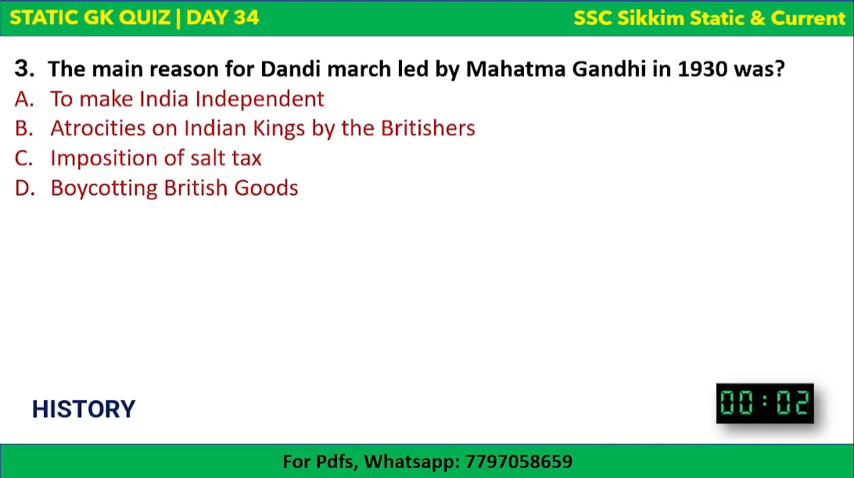 STATIC GK QUIZ | DAY 34
SSC Sikkim Static & Current
3. The main reason for Dandi march led by Mahatma Gandhi in 1930 was?
A. To make India Independent
B. Atrocities on Indian Kings by the Britishers
C. Imposition of salt tax
D. Boycotting British Goods
HISTORY
00:02
For Pdfs, Whatsapp: 7797058659